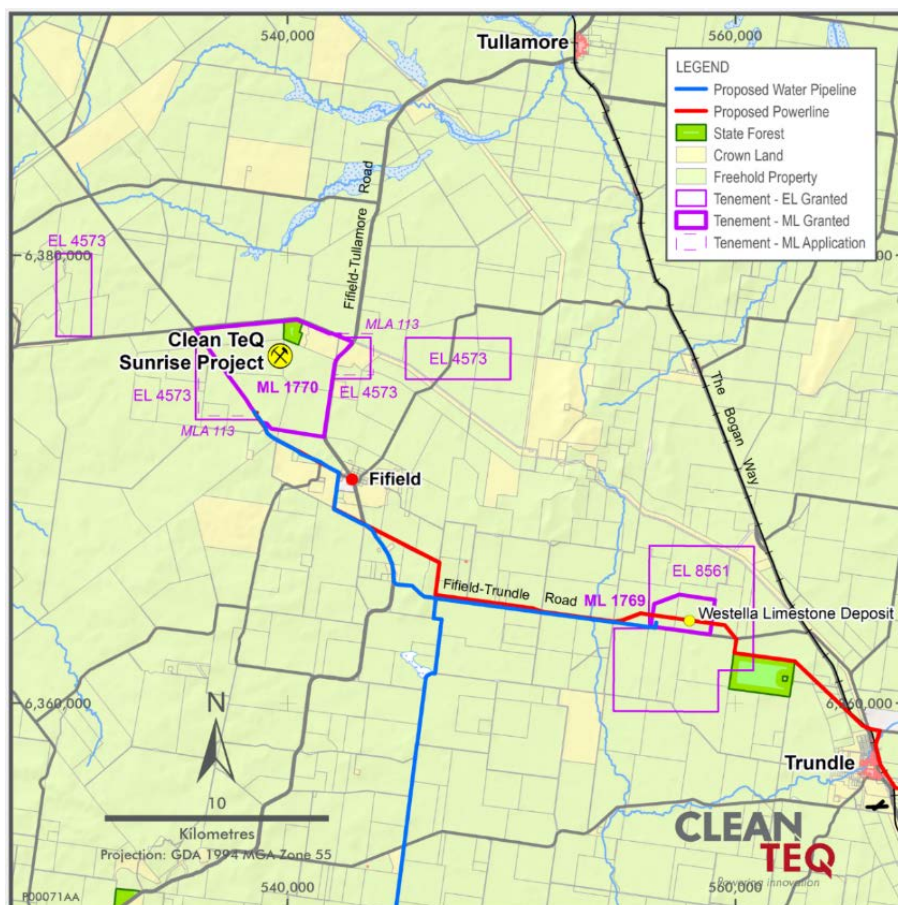 540,000
560,000
Tullamore
LEGEND
Proposed Water Pipeline
Proposed Powerline
State Forest
Crown Land
Freehold Property
Tenement - EL Granted
Tenement - ML Granted
Tenement - ML Application
Fifield-Tullamore Road
EL 4573
6,380,000
MLA 113
Clean TeQ
Sunrise Project
EL 4573
ML 1770
EL 4573
EL 4573
MLA 113
The Bogan Way
Fifield
EL 8561
Fifield-Trundle Road
ML 1769
Westella Limestone Deposit
6,360,000
N
Trundle
10
Kilometres
Projection: GDA 1994 MGA Zone 55
CLEAN
TEQ
Powering innovation
P00071AA
540,000
560,000